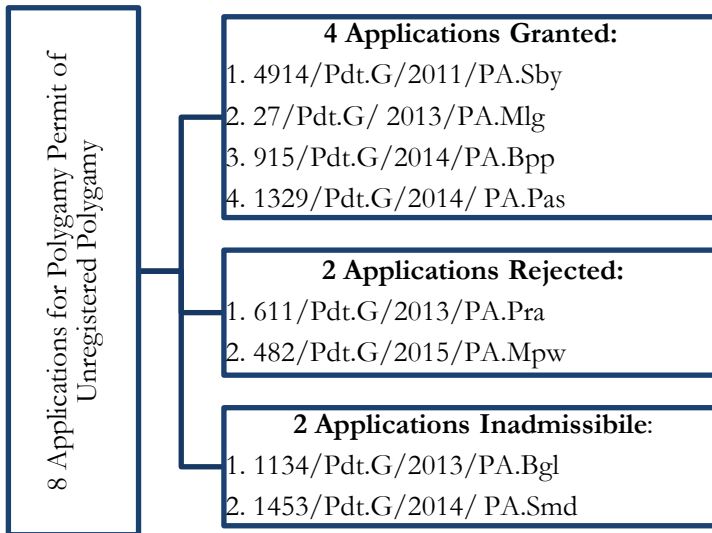 8 Applications for Polygamy Permit of
Unregistered Polygamy
4 Applications Granted:
1. 4914/Pdt.G/2011/PA.Sby
2. 27/Pdt.G/ 2013/PA.Mlg
3. 915/Pdt.G/2014/PA.Bpp
4. 1329/Pdt.G/2014/ PA.Pas
2 Applications Rejected:
1. 611/Pdt.G/2013/PA.Pra
2. 482/Pdt.G/2015/PA.Mpw
2 Applications Inadmissibile:
1. 1134/Pdt.G/2013/PA.Bgl
2. 1453/Pdt.G/2014/ PA.Smd